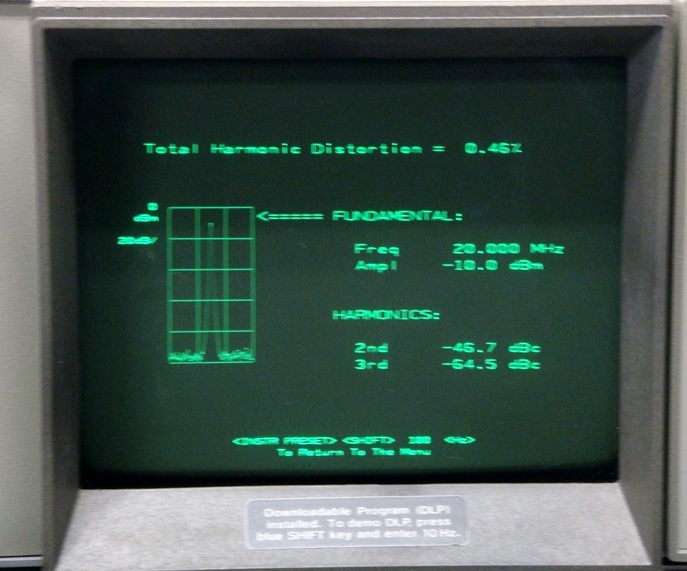 Total Harmonic Distortion = 0.46%
0
dBm
20dB/
<===== FUNDAMENTAL:
Freq 20.000 MHz
Ampl -10.0 dBm
HARMONICS:
2nd -46.7 dBc
3rd -64.5 dBc
<INSTR PRESET> <SHIFT> 100 <Hz>
To Return To The Menu
Downloadable Program (DLP)
installed. To demo DLP, press
blue SHIFT key and enter 10 Hz.